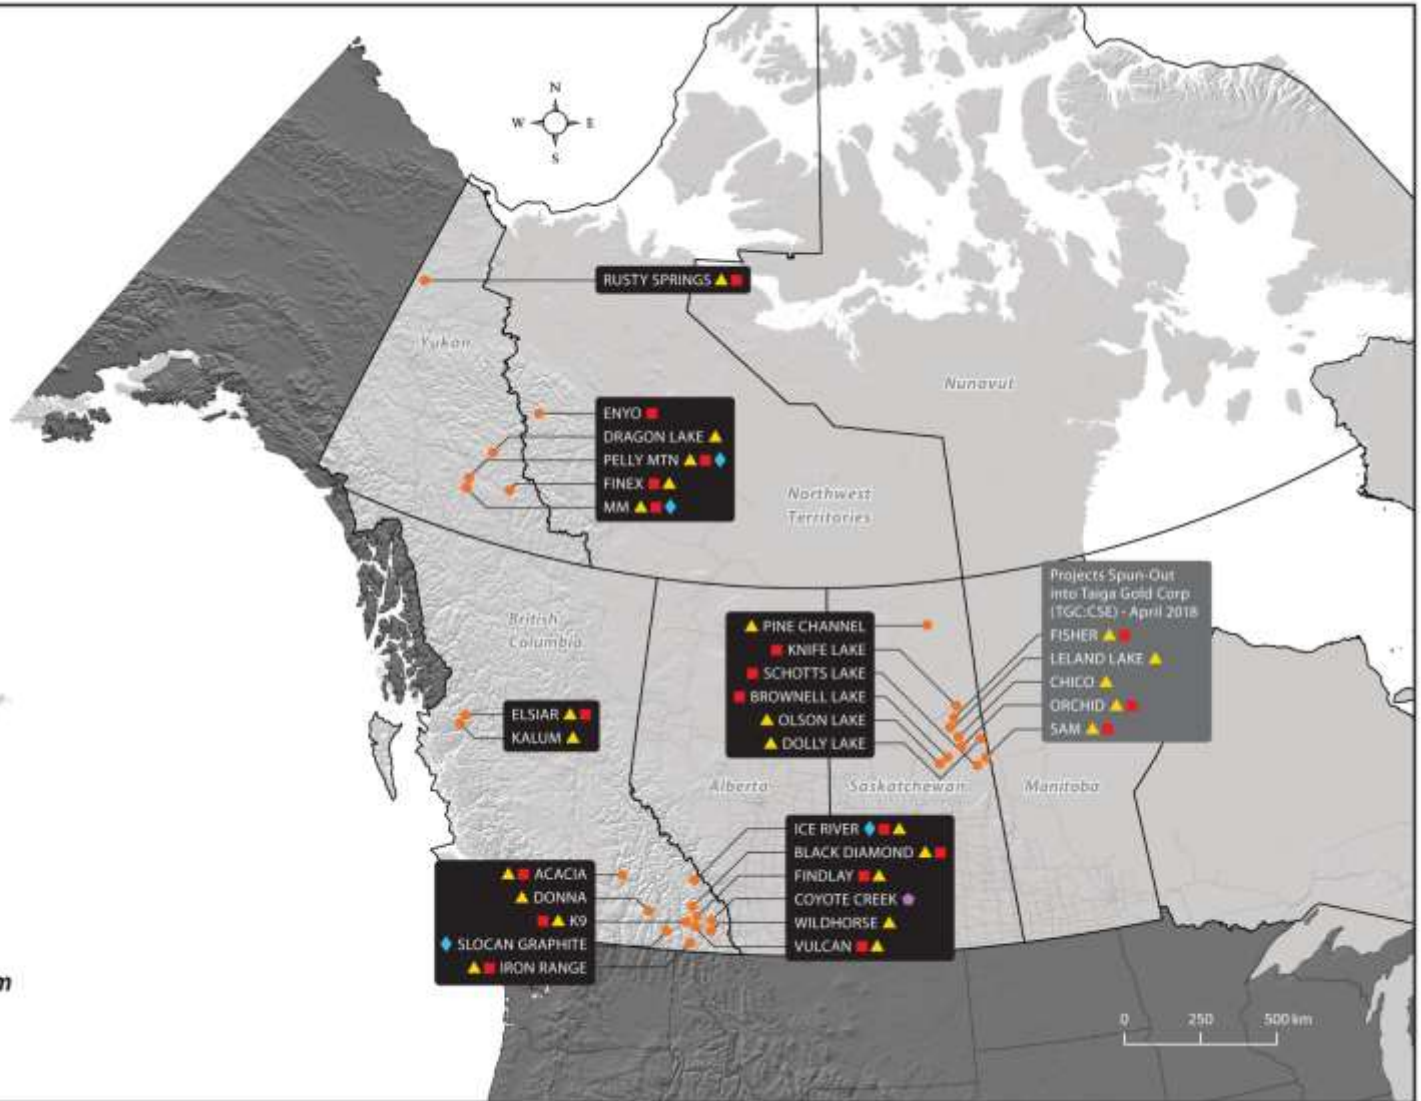 N
W E
S
RUSTY SPRINGS
Yukon
Nunavut
ENYO
DRAGON LAKE
PELLY MTN
FINEX
MM
Northwest
Territories
Projects Spun-Out
into Taiga Gold Corp
(TGC:CSE) - April 2018
FISHER
LELAND LAKE
CHICO
ORCHID
SAM
British
Columbia
PINE CHANNEL
KNIFE LAKE
SCHOTTS LAKE
BROWNELL LAKE
OLSON LAKE
DOLLY LAKE
ELSIAR
KALUM
Alberta
Saskatchewan
Manitoba
ICE RIVER
BLACK DIAMOND
FINDLAY
COYOTE CREEK
WILDHORSE
VULCAN
ACACIA
DONNA
K9
SLOCAN GRAPHITE
IRON RANGE
m
0 250 500 km